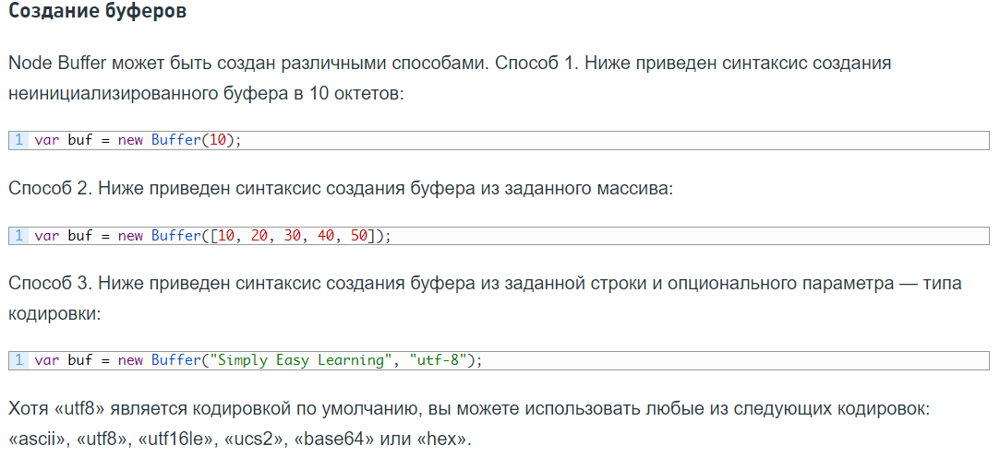 Создание буферов
Node Buffer может быть создан различными способами. Способ 1. Ниже приведен синтаксис создания
неинициализированного буфера в 10 октетов:
1 var buf = new Buffer(10);
Способ 2. Ниже приведен синтаксис создания буфера из заданного массива:
1 var buf = new Buffer([10, 20, 30, 40, 50]);
Способ 3. Ниже приведен синтаксис создания буфера из заданной строки и опционального параметра — типа
кодировки:
1 var buf = new Buffer("Simply Easy Learning", "utf-8");
Хотя «utf8» является кодировкой по умолчанию, вы можете использовать любые из следующих кодировок:
«ascii», «utf8», «utf16le», «ucs2», «base64» или «hex».